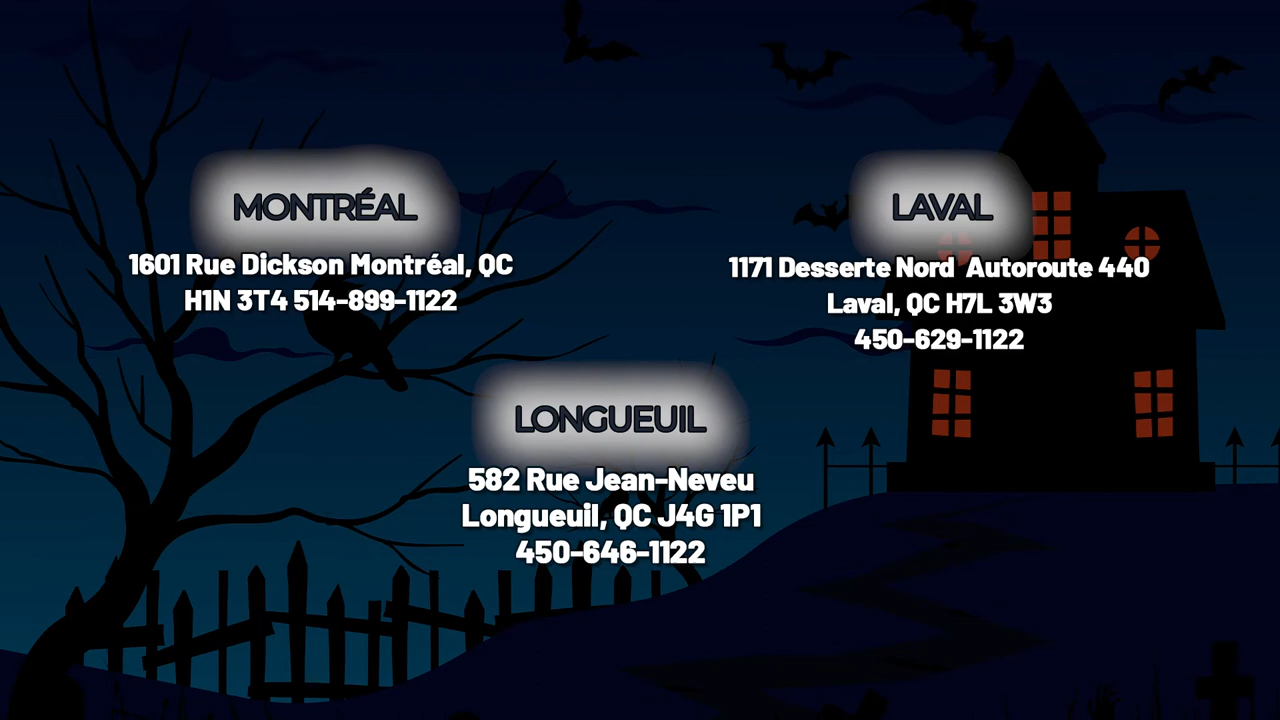 MONTRÉAL
1601 Rue Dickson Montréal, QC
H1N 3T4 514-899-1122
LAVAL
1171 Desserte Nord  Autoroute 440
Laval, QC H7L 3W3
450-629-1122
LONGUEUIL
582 Rue Jean-Neveu
Longueuil, QC J4G 1P1
450-646-1122